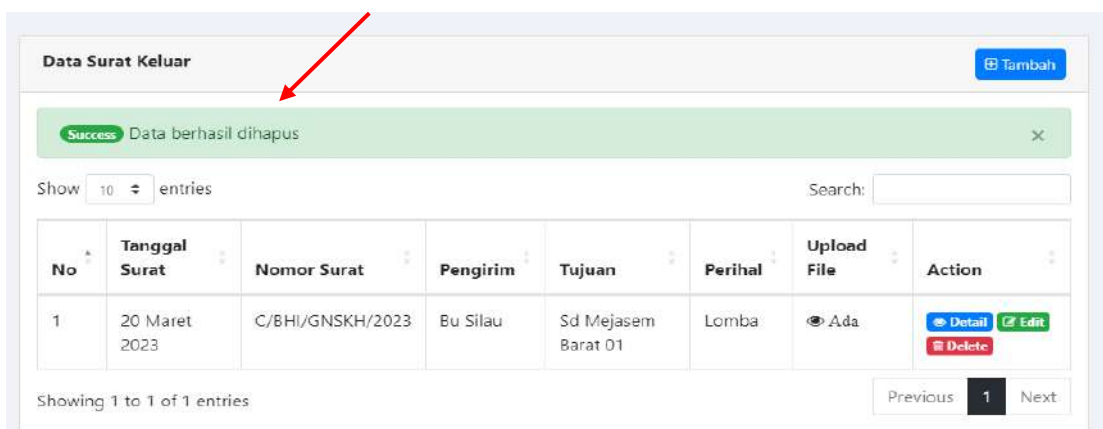 Data Surat Keluar
Tambah
Success Data berhasil dihapus ×
Show 10 entries Search:
No Tanggal Surat Nomor Surat Pengirim Tujuan Perihal Upload File Action
1 20 Maret 2023 C/BHI/GNSKH/2023 Bu Silau Sd Mejasem Barat 01 Lomba Ada Detail Edit Delete
Showing 1 to 1 of 1 entries Previous 1 Next